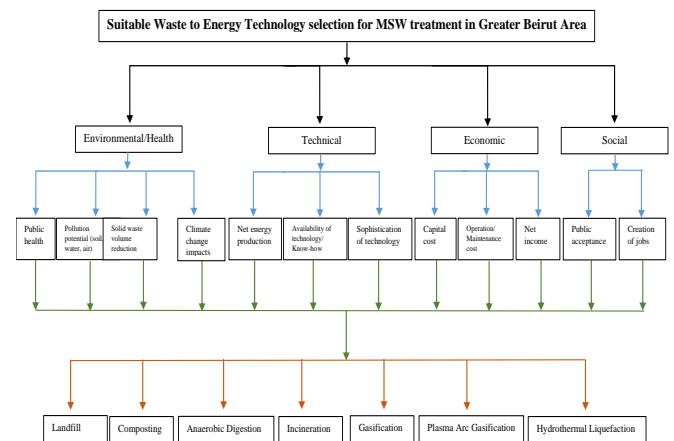 Suitable Waste to Energy Technology selection for MSW treatment in Greater Beirut Area
Environmental/Health
Technical
Economic
Social
Public
health
Pollution
potential (soil,
water, air)
Solid waste
volume
reduction
Climate
change
impacts
Net energy
production
Availability of
technology/
Know-how
Sophistication
of technology
Capital
cost
Operation/
Maintenance
cost
Net
income
Public
acceptance
Creation
of jobs
Landfill
Composting
Anaerobic Digestion
Incineration
Gasification
Plasma Arc Gasification
Hydrothermal Liquefaction